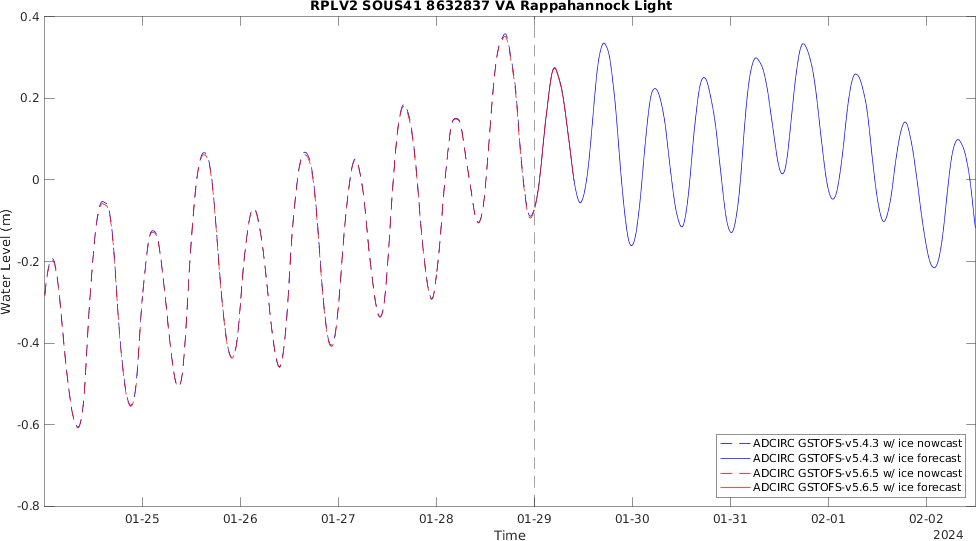 RPLV2 SOUS41 8632837 VA Rappahannock Light
0.4
0.2
0
-0.2
-0.4
-0.6
-0.8
Water Level (m)
01-25
01-26
01-27
01-28
01-29
01-30
01-31
02-01
02-02
Time
2024
ADCIRC GSTOFS-v5.4.3 w/ ice nowcast
ADCIRC GSTOFS-v5.4.3 w/ ice forecast
ADCIRC GSTOFS-v5.6.5 w/ ice nowcast
ADCIRC GSTOFS-v5.6.5 w/ ice forecast